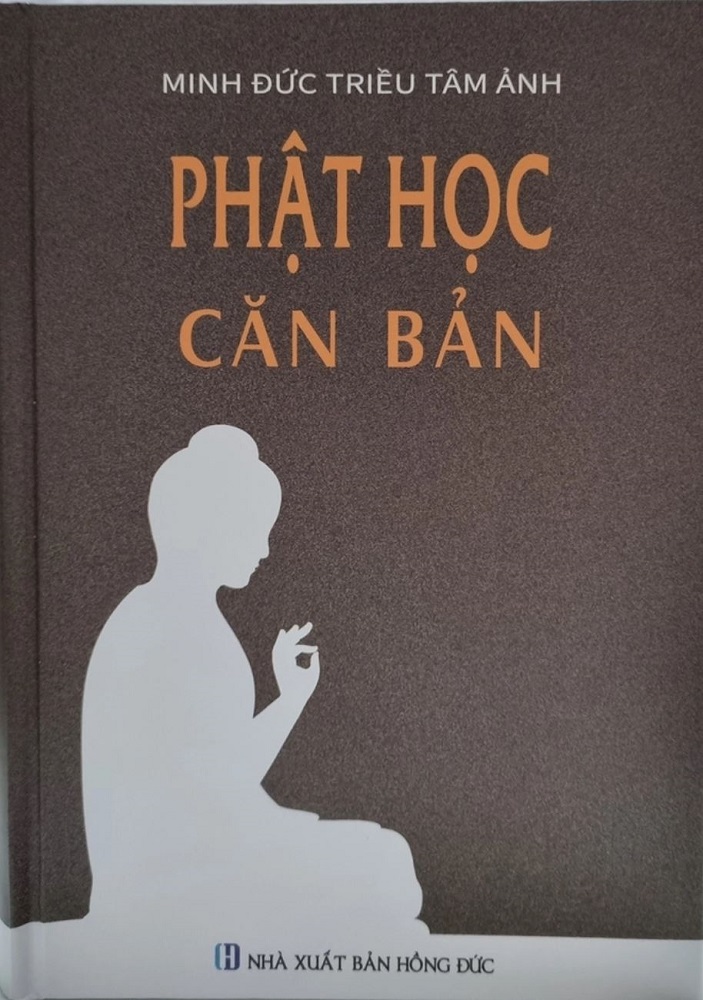 MINH ĐỨC TRIỀU TÂM ẢNH
PHẬT HỌC
CĂN BẢN
NHÀ XUẤT BẢN HỒNG ĐỨC